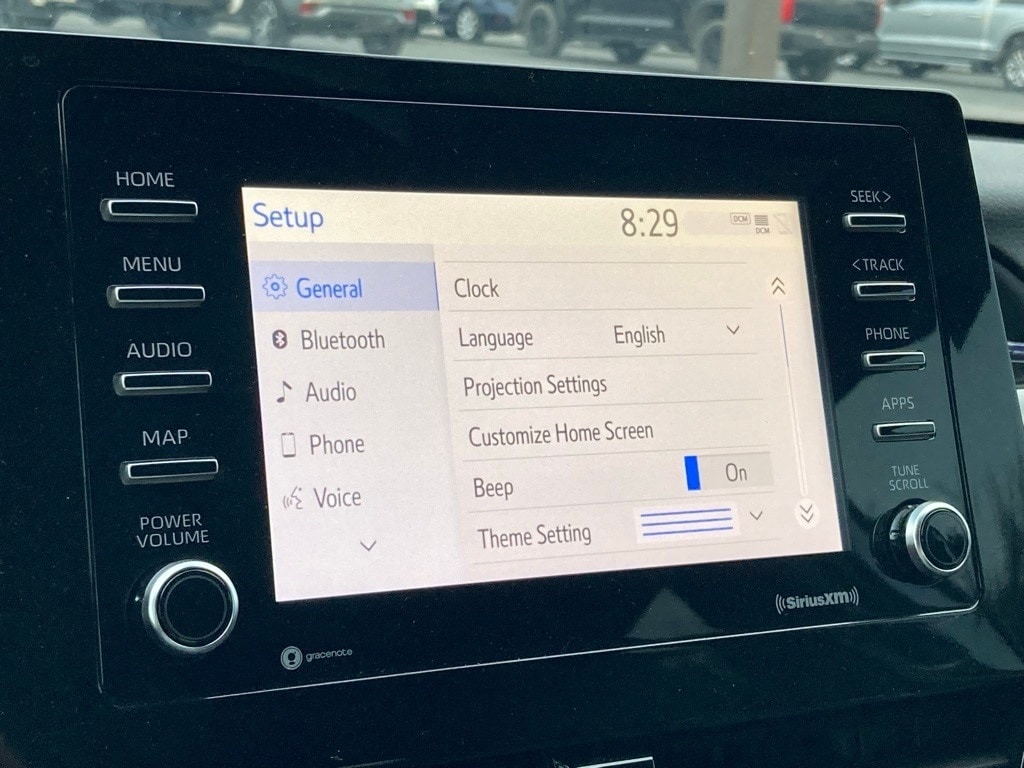 HOME
MENU
AUDIO
MAP
POWER
VOLUME
Setup
8:29
DCM
DCM
General
Bluetooth
Audio
Phone
Voice
Clock
Language English
Projection Settings
Customize Home Screen
Beep On
Theme Setting
SEEK >
< TRACK
PHONE
APPS
TUNE
SCROLL
gracenote
SiriusXM